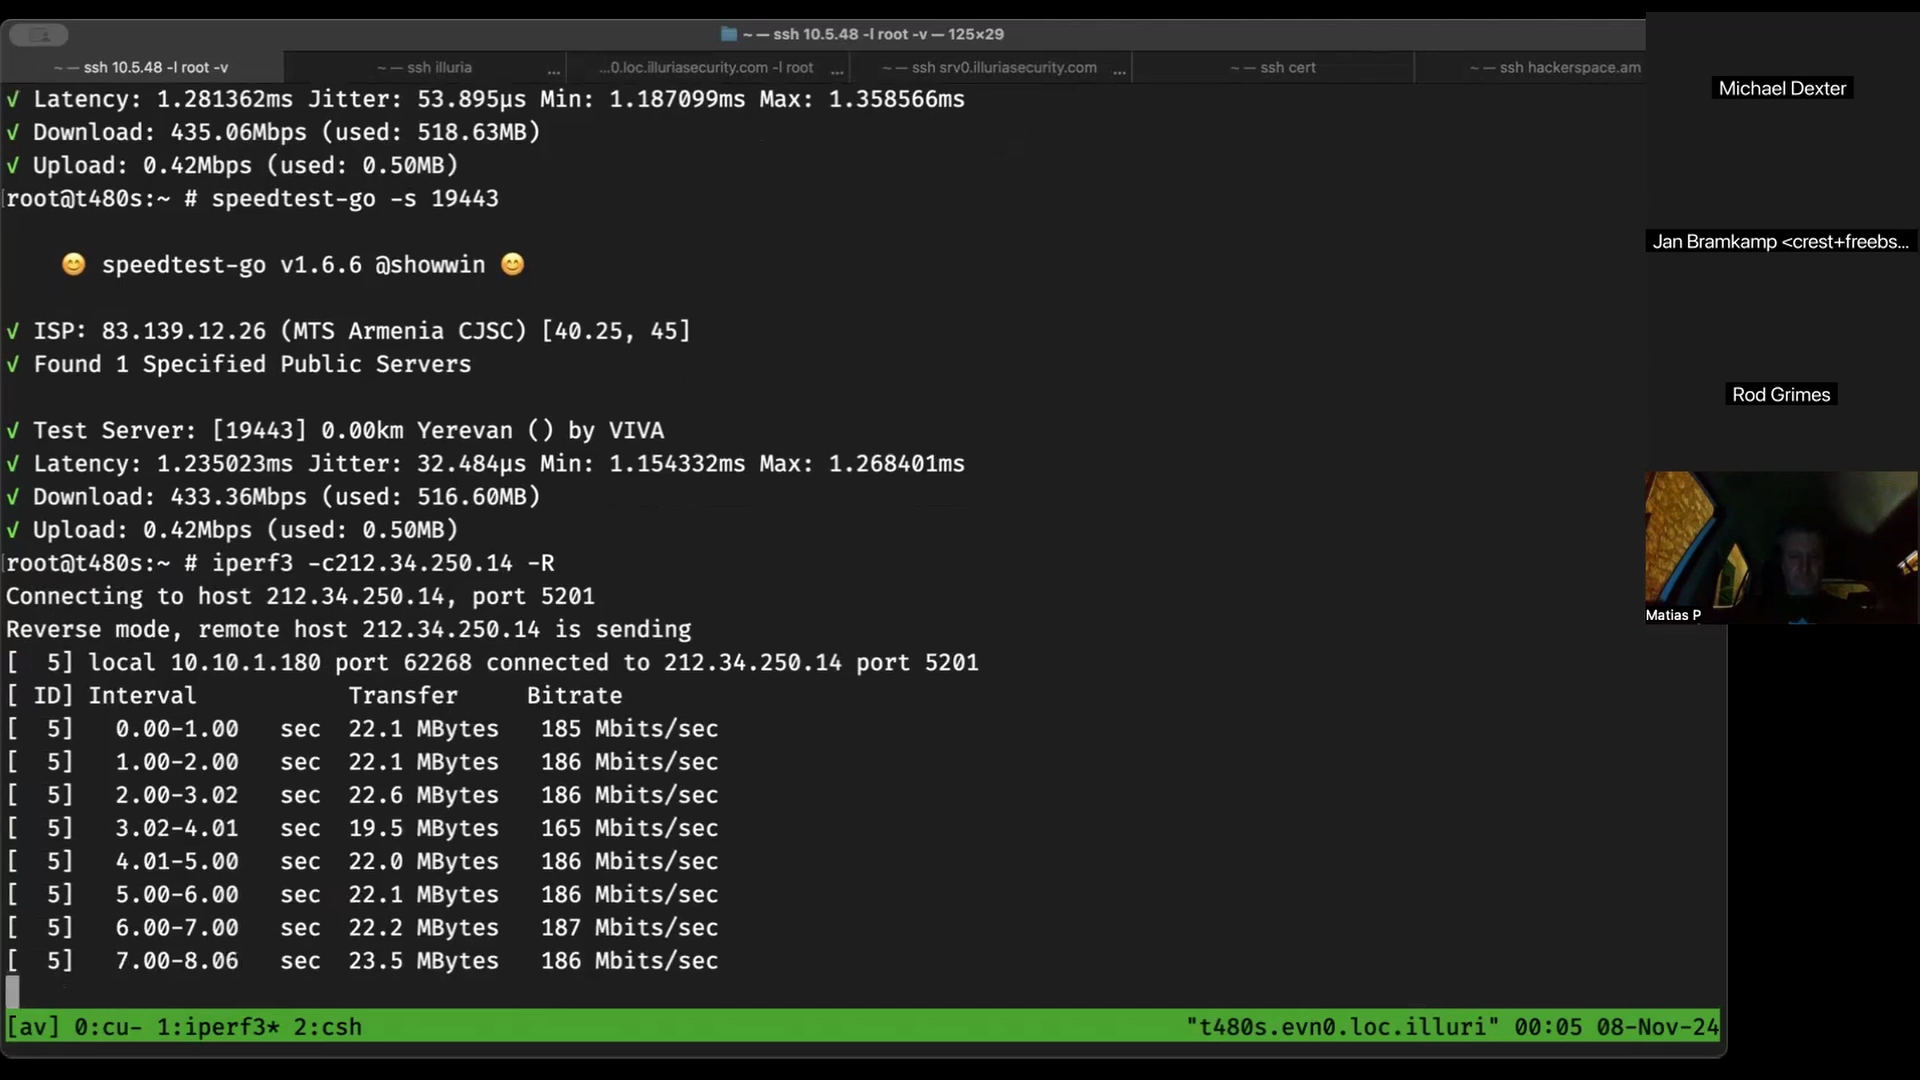 ~ — ssh 10.5.48 -l root -v — 125×29
~ — ssh 10.5.48 -l root -v
~ — ssh illuria ...
...0.loc.illuriasecurity.com -l root ...
~ — ssh srv0.illuriasecurity.com ...
~ — ssh cert
~ — ssh hackerspace.am
√ Latency: 1.281362ms Jitter: 53.895µs Min: 1.187099ms Max: 1.358566ms
√ Download: 435.06Mbps (used: 518.63MB)
√ Upload: 0.42Mbps (used: 0.50MB)
[root@t480s:~ # speedtest-go -s 19443
😊 speedtest-go v1.6.6 @showwin 😊
√ ISP: 83.139.12.26 (MTS Armenia CJSC) [40.25, 45]
√ Found 1 Specified Public Servers
√ Test Server: [19443] 0.00km Yerevan () by VIVA
√ Latency: 1.235023ms Jitter: 32.484µs Min: 1.154332ms Max: 1.268401ms
√ Download: 433.36Mbps (used: 516.60MB)
√ Upload: 0.42Mbps (used: 0.50MB)
[root@t480s:~ # iperf3 -c212.34.250.14 -R
Connecting to host 212.34.250.14, port 5201
Reverse mode, remote host 212.34.250.14 is sending
[  5] local 10.10.1.180 port 62268 connected to 212.34.250.14 port 5201
[ ID] Interval           Transfer     Bitrate
[  5]   0.00-1.00   sec  22.1 MBytes   185 Mbits/sec
[  5]   1.00-2.00   sec  22.1 MBytes   186 Mbits/sec
[  5]   2.00-3.02   sec  22.6 MBytes   186 Mbits/sec
[  5]   3.02-4.01   sec  19.5 MBytes   165 Mbits/sec
[  5]   4.01-5.00   sec  22.0 MBytes   186 Mbits/sec
[  5]   5.00-6.00   sec  22.1 MBytes   186 Mbits/sec
[  5]   6.00-7.00   sec  22.2 MBytes   187 Mbits/sec
[  5]   7.00-8.06   sec  23.5 MBytes   186 Mbits/sec
[av] 0:cu- 1:iperf3* 2:csh
"t480s.evn0.loc.illuri" 00:05 08-Nov-24
Michael Dexter
Jan Bramkamp <crest+freebs...
Rod Grimes
Matias P